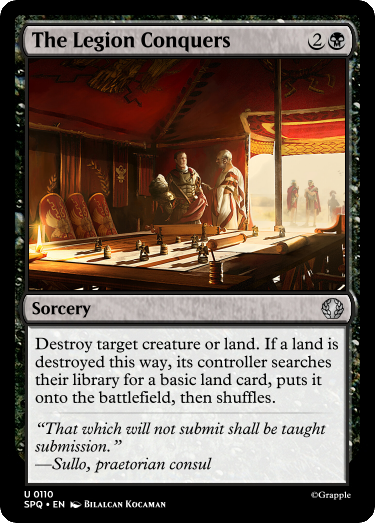 The Legion Conquers 2
Sorcery
Destroy target creature or land. If a land is
destroyed this way, its controller searches
their library for a basic land card, puts it
onto the battlefield, then shuffles.
“That which will not submit shall be taught
submission.”
—Sullo, praetorian consul
U 0110
©Grapple
SPQ • EN Bilalcan Kocaman